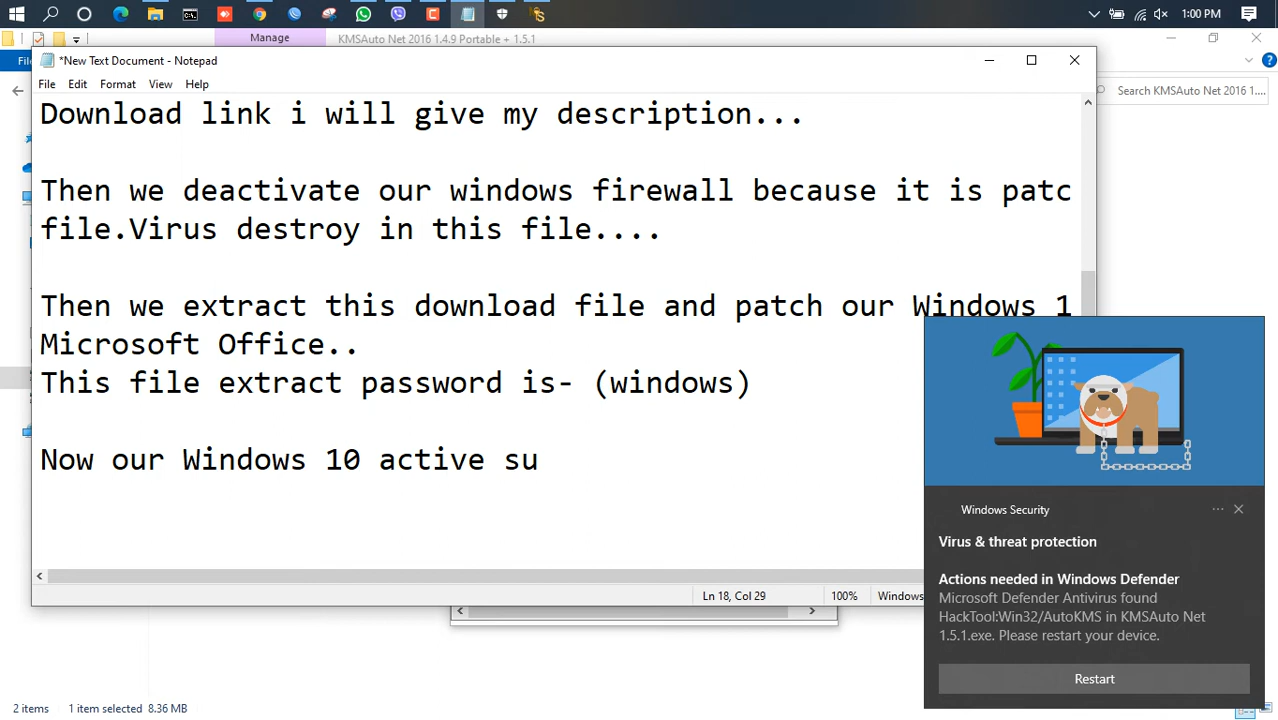 1:00 PM
Manage
KMSAuto Net 2016 1.4.9 Portable + 1.5.1
*New Text Document - Notepad
File Edit Format View Help
Search KMSAuto Net 2016 1....
Download link i will give my description...
Then we deactivate our windows firewall because it is patc
file.Virus destroy in this file....
Then we extract this download file and patch our Windows 1
Microsoft Office..
This file extract password is- (windows)
Now our Windows 10 active su
Ln 18, Col 29 100% Windows
Windows Security
Virus & threat protection
Actions needed in Windows Defender
Microsoft Defender Antivirus found
HackTool:Win32/AutoKMS in KMSAuto Net
1.5.1.exe. Please restart your device.
Restart
2 items 1 item selected 8.36 MB